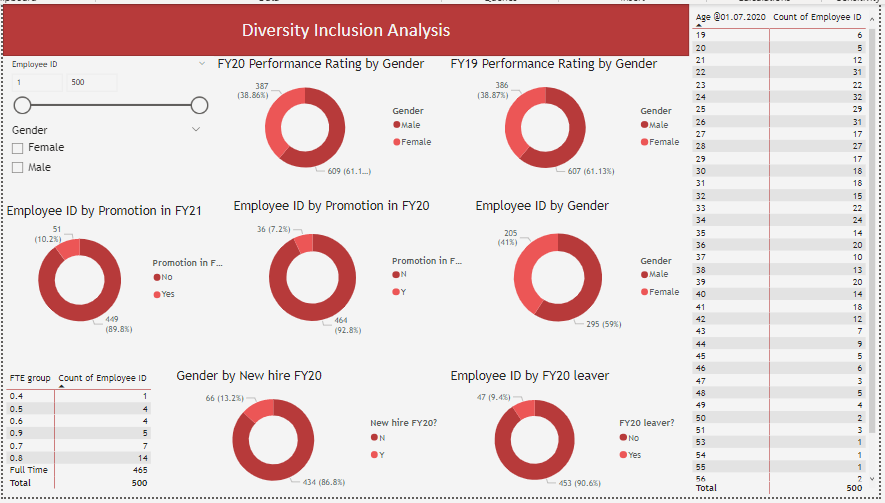 Diversity Inclusion Analysis
Employee ID
1 500
Gender
Female
Male
FY20 Performance Rating by Gender
387
(38.86%)
609 (61.1...)
Gender
Male
Female
FY19 Performance Rating by Gender
386
(38.87%)
607 (61.13%)
Gender
Male
Female
Employee ID by Promotion in FY21
51
(10.2%)
449
(89.8%)
Promotion in F...
No
Yes
Employee ID by Promotion in FY20
36 (7.2%)
464
(92.8%)
Promotion in F...
N
Y
Employee ID by Gender
205
(41%)
295 (59%)
Gender
Male
Female
FTE group Count of Employee ID
0.4 1
0.5 4
0.6 4
0.9 5
0.7 7
0.8 14
Full Time 465
Total 500
Gender by New hire FY20
66 (13.2%)
434 (86.8%)
New hire FY20?
N
Y
Employee ID by FY20 leaver
47 (9.4%)
453 (90.6%)
FY20 leaver?
No
Yes
Age @01.07.2020 Count of Employee ID
19 6
20 5
21 12
22 31
23 22
24 32
25 29
26 31
27 17
28 27
29 17
30 18
31 18
32 15
33 22
34 24
35 14
36 20
37 10
38 13
39 20
40 14
41 18
42 12
43 7
44 9
45 5
46 6
47 3
48 5
49 4
50 2
51 3
53 1
54 1
55 1
56 2
Total 500